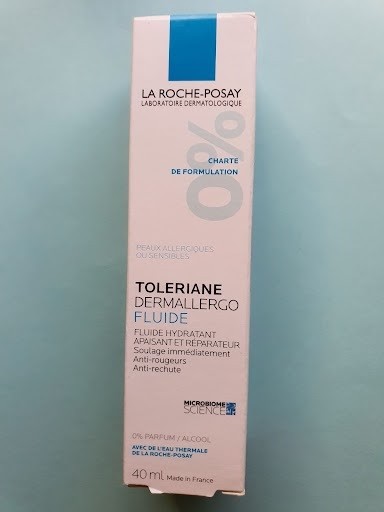 LA ROCHE-POSAY
LABORATOIRE DERMATOLOGIQUE
0%
CHARTE
DE FORMULATION
PEAUX ALLERGIQUES
OU SENSIBLES
TOLERIANE
DERMALLERGO
FLUIDE
FLUIDE HYDRATANT
APAISANT ET RÉPARATEUR
Soulage immédiatement
Anti-rougeurs
Anti-rechute
MICROBIOME
SCIENCE
0% PARFUM / ALCOOL
AVEC DE L'EAU THERMALE
DE LA ROCHE-POSAY
40 ml Made in France